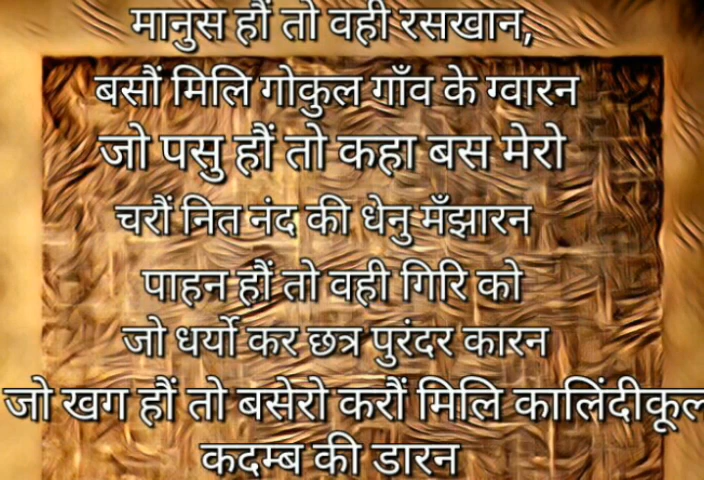 मानुस हौं तो वही रसखान,
बसौं मिलि गोकुल गाँव के ग्वारन
जो पसु हौं तो कहा बस मेरो
चरौं नित नंद की धेनु मँझारन
पाहन हौं तो वही गिरि को
जो धर्यो कर छत्र पुरंदर कारन
जो खग हौं तो बसेरो करौं मिलि कालिंदीकूल
कदम्ब की डारन